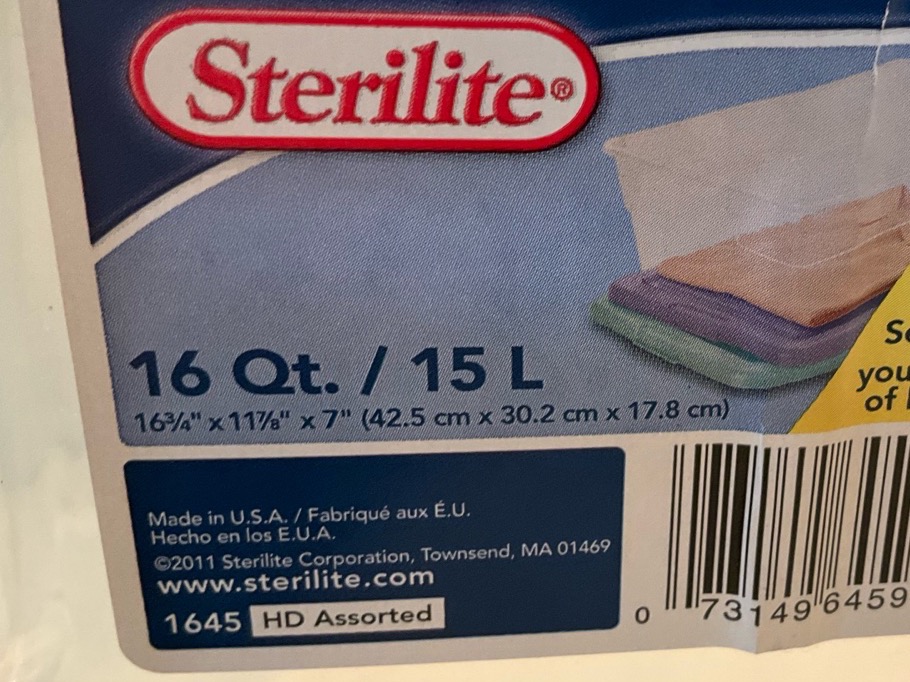 Sterilite®
16 Qt. / 15 L
16¾" x 11⅞" x 7" (42.5 cm x 30.2 cm x 17.8 cm)
you
of
Made in U.S.A. / Fabriqué aux É.U.
Hecho en los E.U.A.
©2011 Sterilite Corporation, Townsend, MA 01469
www.sterilite.com
1645 HD Assorted
0 73149 6459